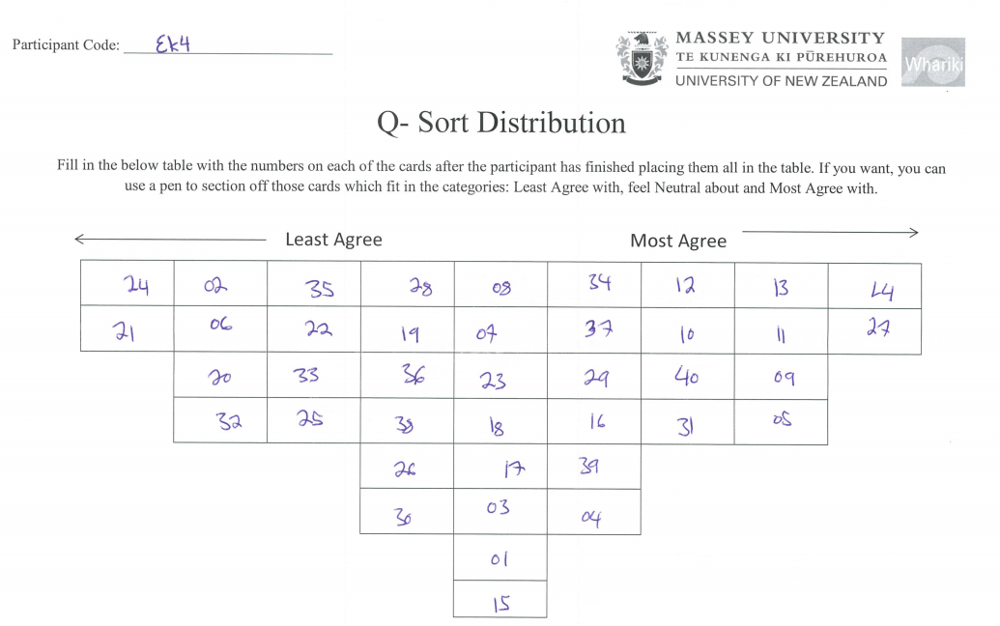 Participant Code: Ek4
MASSEY UNIVERSITY
TE KUNENGA KI PŪREHUROA
UNIVERSITY OF NEW ZEALAND
Whariki
Q- Sort Distribution
Fill in the below table with the numbers on each of the cards after the participant has finished placing them all in the table. If you want, you can
use a pen to section off those cards which fit in the categories: Least Agree with, feel Neutral about and Most Agree with.
Least Agree Most Agree
24 02 35 28 08 34 12 13 14
21 06 22 19 07 37 10 11 27
20 33 36 23 29 40 09
32 25 38 18 16 31 05
26 17 39
30 03 04
01
15